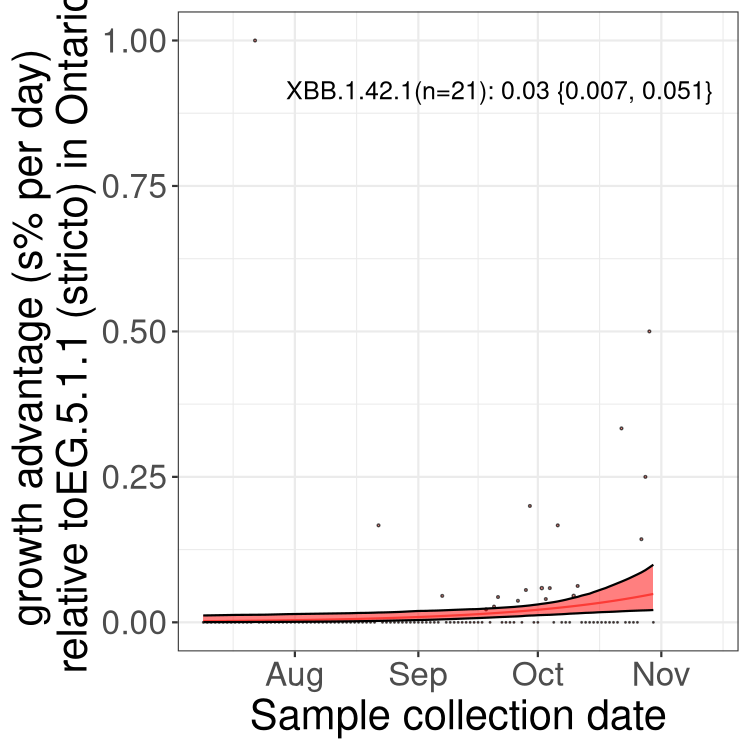 growth advantage (s% per day)
relative toEG.5.1.1 (stricto) in Ontario
1.00
XBB.1.42.1(n=21): 0.03 {0.007, 0.051}
0.75
0.50
0.25
0.00
Aug Sep Oct Nov
Sample collection date